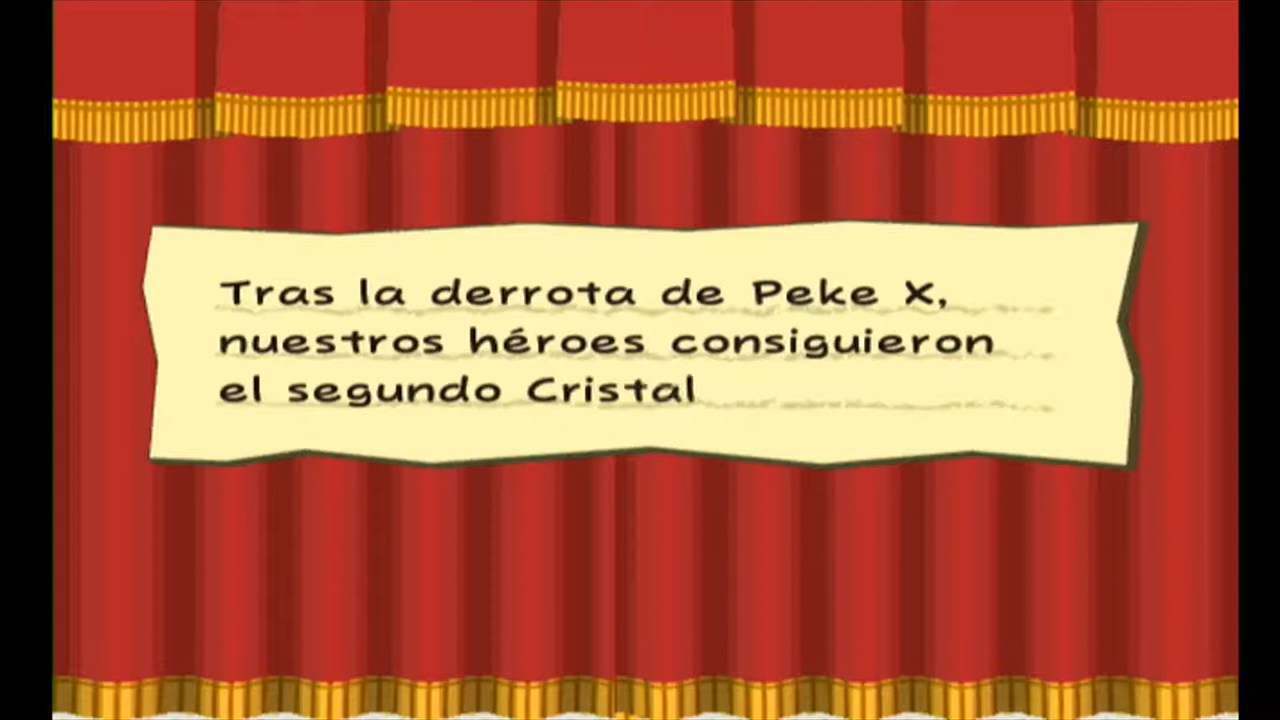 Tras la derrota de Peke X,
nuestros héroes consiguieron
el segundo Cristal